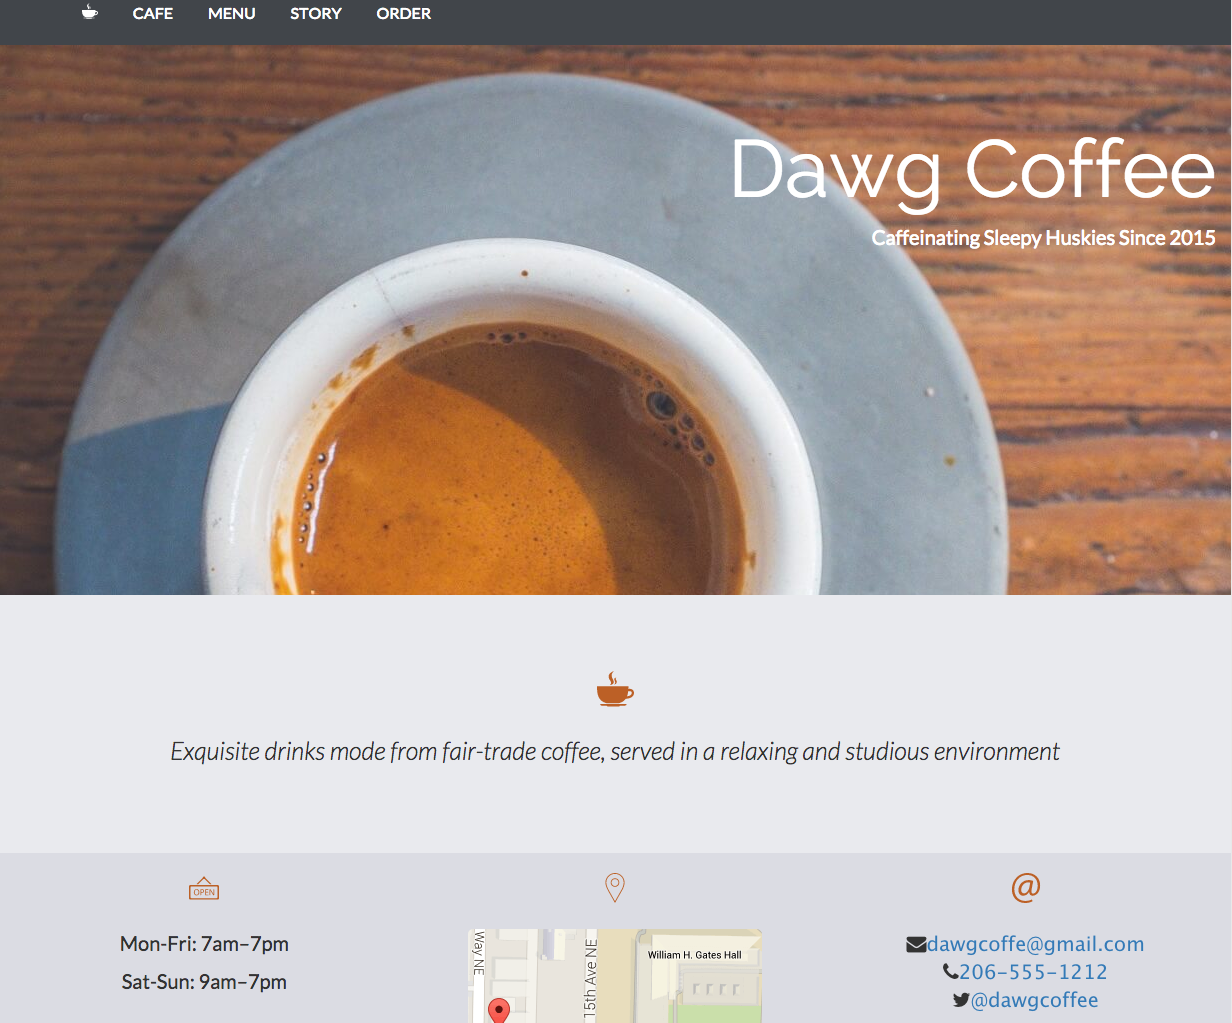 CAFE MENU STORY ORDER
Dawg Coffee
Caffeinating Sleepy Huskies Since 2015
Exquisite drinks mode from fair-trade coffee, served in a relaxing and studious environment
OPEN
Mon-Fri: 7am–7pm
Sat-Sun: 9am–7pm
Way NE
15th Ave NE
William H. Gates Hall
@
dawgcoffe@gmail.com
206-555-1212
@dawgcoffee